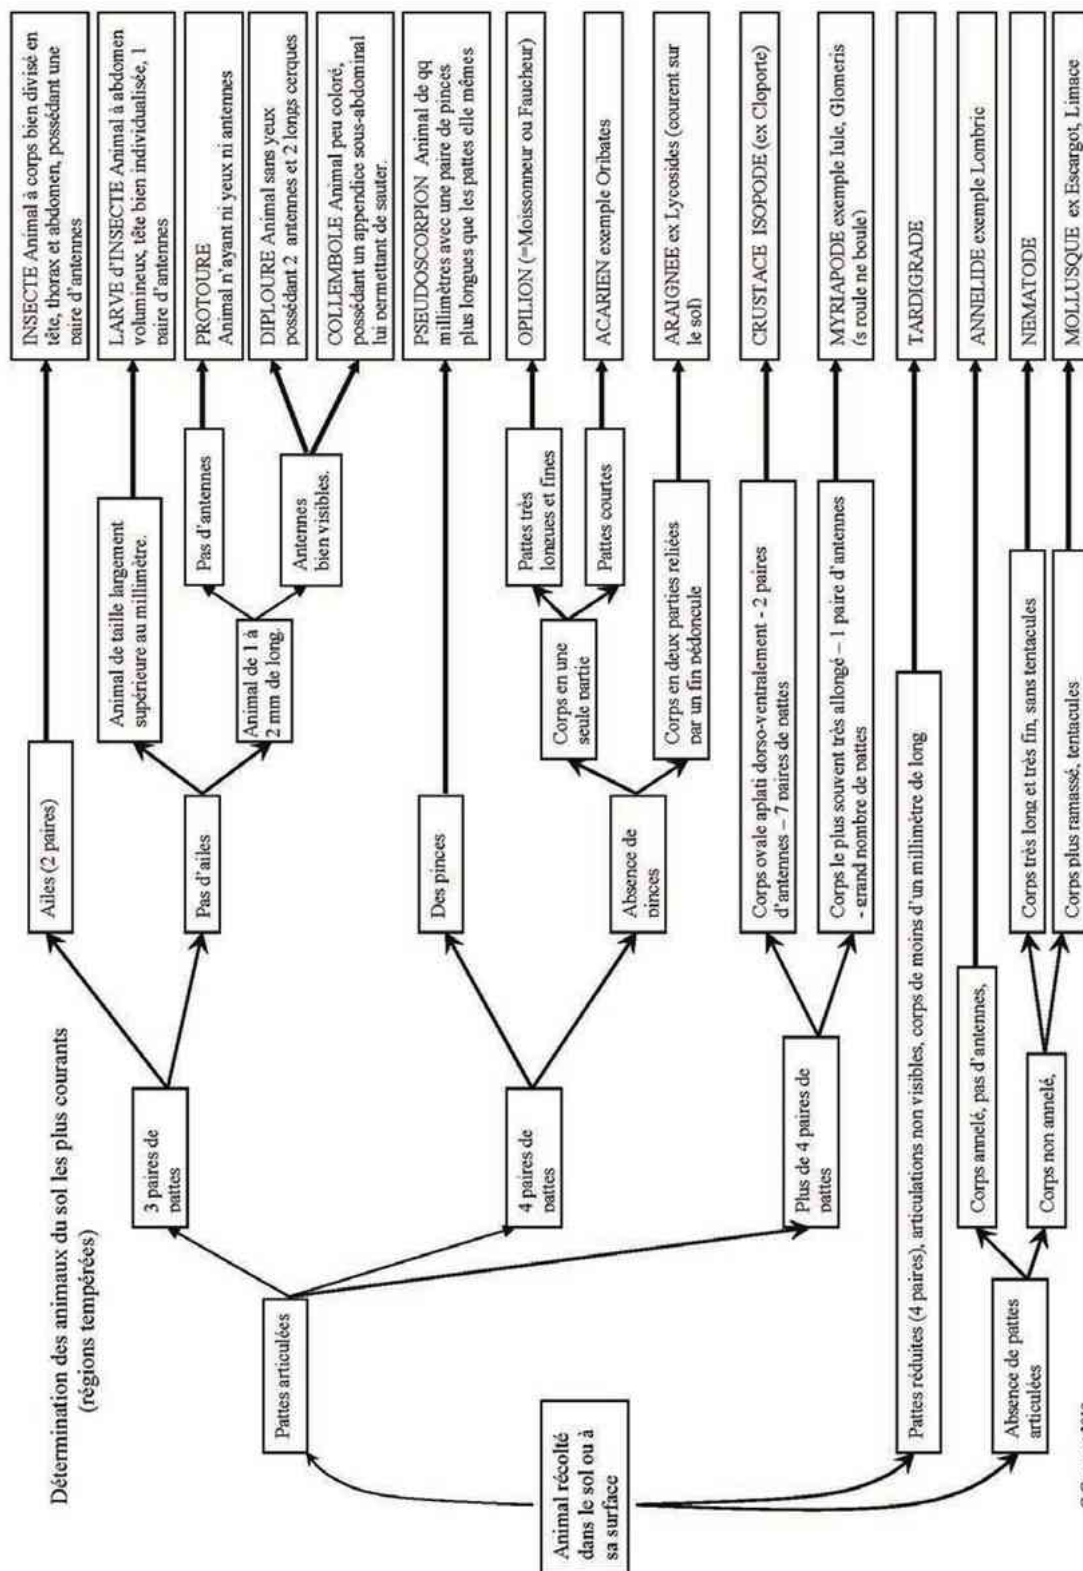 Détermination des animaux du sol les plus courants
(régions tempérées)
Animal récolté
dans le sol ou à
sa surface
Pattes articulées
Pattes réduites (4 paires), articulations non visibles, corps de moins d'un millimètre de long
Absence de pattes
articulées
3 paires de
pattes
4 paires de
pattes
Plus de 4 paires de
pattes
Corps annelé, pas d'antennes,
Corps non annelé,
Ailes (2 paires)
Pas d'ailes
Des pinces
Absence de
pinces
Corps ovale aplati dorso-ventralement - 2 paires
d'antennes – 7 paires de pattes
Corps le plus souvent très allongé – 1 paire d'antennes
- grand nombre de pattes
Corps très long et très fin, sans tentacules
Corps plus ramassé, tentacules
Animal de taille largement
supérieure au millimètre.
Animal de 1 à
2 mm de long.
Corps en une
seule partie
Corps en deux parties reliées
par un fin pédoncule
Pas d'antennes
Antennes
bien visibles.
Pattes très
longues et fines
Pattes courtes
INSECTE Animal à corps bien divisé en
tête, thorax et abdomen, possédant une
paire d'antennes
LARVE d'INSECTE Animal à abdomen
volumineux, tête bien individualisée, 1
paire d'antennes
PROTOURE
Animal n'ayant ni yeux ni antennes
DIPLOURE Animal sans yeux
possédant 2 antennes et 2 longs cerques
COLLEMBOLE Animal peu coloré,
possédant un appendice sous-abdominal
lui permettant de sauter.
PSEUDOSCORPION Animal de qq
millimètres avec une paire de pinces
plus longues que les pattes elle mêmes
OPILION (=Moissonneur ou Faucheur)
ACARIEN exemple Oribates
ARAIGNEE ex Lycosides (courent sur
le sol)
CRUSTACE ISOPODE (ex Cloporte)
MYRIAPODE exemple Iule, Glomeris
(s roule ne boule)
TARDIGRADE
ANNELIDE exemple Lombric
NEMATODE
MOLLUSQUE ex Escargot, Limace